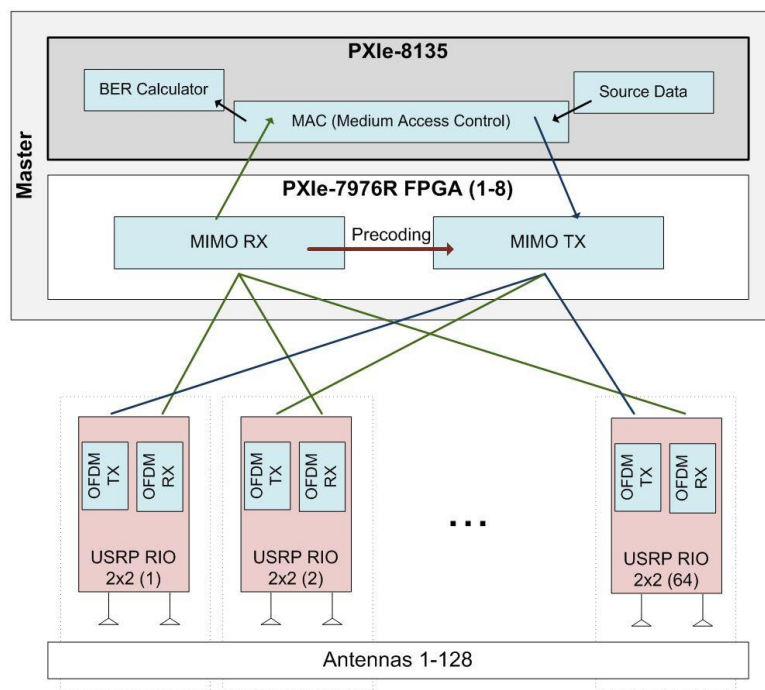 PXIe-8135
BER Calculator
Source Data
MAC (Medium Access Control)
Master
PXIe-7976R FPGA (1-8)
MIMO RX
Precoding
MIMO TX
OFDM
TX
OFDM
RX
USRP RIO
2x2 (1)
OFDM
TX
OFDM
RX
USRP RIO
2x2 (2)
...
OFDM
TX
OFDM
RX
USRP RIO
2x2 (64)
Antennas 1-128